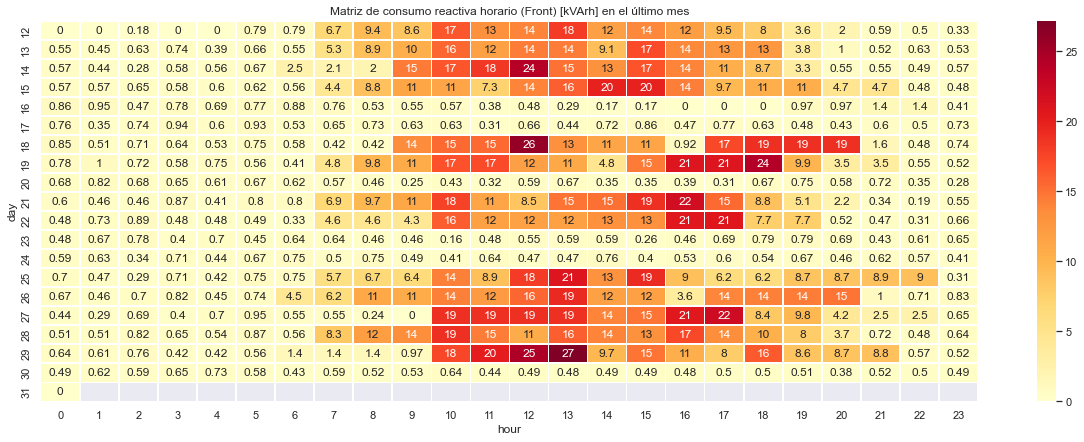 Matriz de consumo reactiva horario (Front) [kVArh] en el último mes
12 0 0 0.18 0 0 0.79 0.79 6.7 9.4 8.6 17 13 14 18 12 14 12 9.5 8 3.6 2 0.59 0.5 0.33
13 0.55 0.45 0.63 0.74 0.39 0.66 0.55 5.3 8.9 10 16 12 14 14 9.1 17 14 13 13 3.8 1 0.52 0.63 0.53
14 0.57 0.44 0.28 0.58 0.56 0.67 2.5 2.1 2 15 17 18 24 15 13 17 14 11 8.7 3.3 0.55 0.55 0.49 0.57
15 0.57 0.57 0.65 0.58 0.6 0.62 0.56 4.4 8.8 11 11 7.3 14 16 20 20 14 9.7 11 11 4.7 4.7 0.48 0.48
16 0.86 0.95 0.47 0.78 0.69 0.77 0.88 0.76 0.53 0.55 0.57 0.38 0.48 0.29 0.17 0.17 0 0 0 0.97 0.97 1.4 1.4 0.41
17 0.76 0.35 0.74 0.94 0.6 0.93 0.53 0.65 0.73 0.63 0.63 0.31 0.66 0.44 0.72 0.86 0.47 0.77 0.63 0.48 0.43 0.6 0.5 0.73
18 0.85 0.51 0.71 0.64 0.53 0.75 0.58 0.42 0.42 14 15 15 26 13 11 11 0.92 17 19 19 19 1.6 0.48 0.74
19 0.78 1 0.72 0.58 0.75 0.56 0.41 4.8 9.8 11 17 17 12 11 4.8 15 21 21 24 9.9 3.5 3.5 0.55 0.52
20 0.68 0.82 0.68 0.65 0.61 0.67 0.62 0.57 0.46 0.25 0.43 0.32 0.59 0.67 0.35 0.35 0.39 0.31 0.67 0.75 0.58 0.72 0.35 0.28
day
21 0.6 0.46 0.46 0.87 0.41 0.8 0.8 6.9 9.7 11 18 11 8.5 15 15 19 22 15 8.8 5.1 2.2 0.34 0.19 0.55
22 0.48 0.73 0.89 0.48 0.48 0.49 0.33 4.6 4.6 4.3 16 12 12 12 13 13 21 21 7.7 7.7 0.52 0.47 0.31 0.66
23 0.48 0.67 0.78 0.4 0.7 0.45 0.64 0.64 0.46 0.46 0.16 0.48 0.55 0.59 0.59 0.26 0.46 0.69 0.79 0.79 0.69 0.43 0.61 0.65
24 0.59 0.63 0.34 0.71 0.44 0.67 0.75 0.5 0.75 0.49 0.41 0.64 0.47 0.47 0.76 0.4 0.53 0.6 0.54 0.67 0.46 0.62 0.57 0.41
25 0.7 0.47 0.29 0.71 0.42 0.75 0.75 5.7 6.7 6.4 14 8.9 18 21 13 19 9 6.2 6.2 8.7 8.7 8.9 9 0.31
26 0.67 0.46 0.7 0.82 0.45 0.74 4.5 6.2 11 11 14 12 16 19 12 12 3.6 14 14 14 15 1 0.71 0.83
27 0.44 0.29 0.69 0.4 0.7 0.95 0.55 0.55 0.24 0 19 19 19 19 14 15 21 22 8.4 9.8 4.2 2.5 2.5 0.65
28 0.51 0.51 0.82 0.65 0.54 0.87 0.56 8.3 12 14 19 15 11 16 14 13 17 14 10 8 3.7 0.72 0.48 0.64
29 0.64 0.61 0.76 0.42 0.42 0.56 1.4 1.4 1.4 0.97 18 20 25 27 9.7 15 11 8 16 8.6 8.7 8.8 0.57 0.52
30 0.49 0.62 0.59 0.65 0.73 0.58 0.43 0.59 0.52 0.53 0.64 0.44 0.49 0.48 0.49 0.49 0.48 0.5 0.5 0.51 0.38 0.52 0.5 0.49
31 0
0 1 2 3 4 5 6 7 8 9 10 11 12 13 14 15 16 17 18 19 20 21 22 23
hour
25
20
15
10
5
0